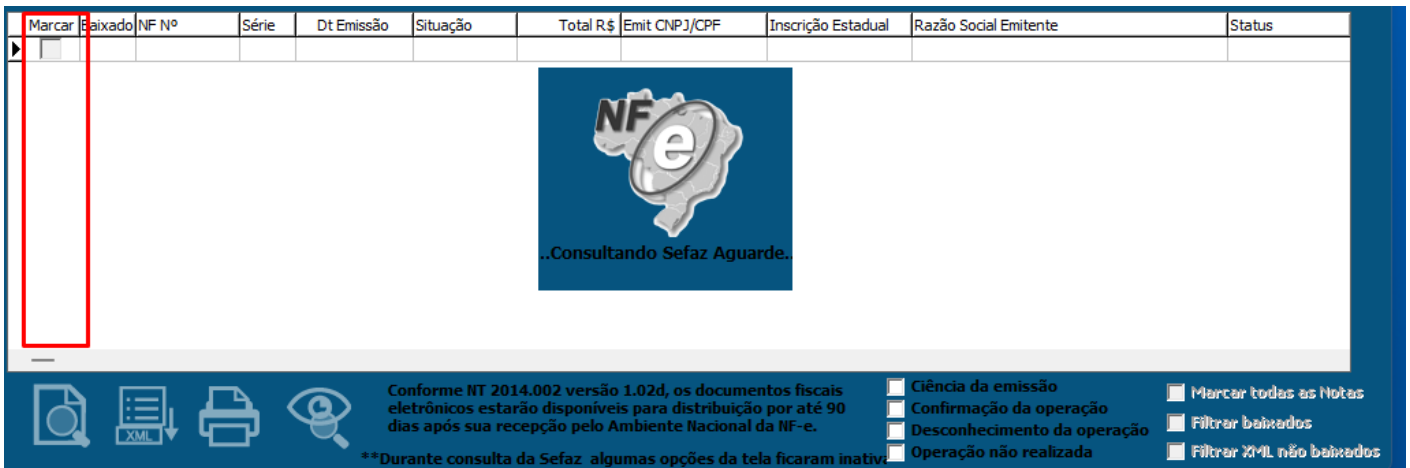 Marcar Baixado NF Nº Série Dt Emissão Situação Total R$ Emit CNPJ/CPF Inscrição Estadual Razão Social Emitente Status
NF
e
..Consultando Sefaz Aguarde..
XML
Conforme NT 2014.002 versão 1.02d, os documentos fiscais
eletrônicos estarão disponíveis para distribuição por até 90
dias após sua recepção pelo Ambiente Nacional da NF-e.
**Durante consulta da Sefaz algumas opções da tela ficaram inativa
Ciência da emissão
Confirmação da operação
Desconhecimento da operação
Operação não realizada
Marcar todas as Notas
Filtrar baixados
Filtrar XML não baixados